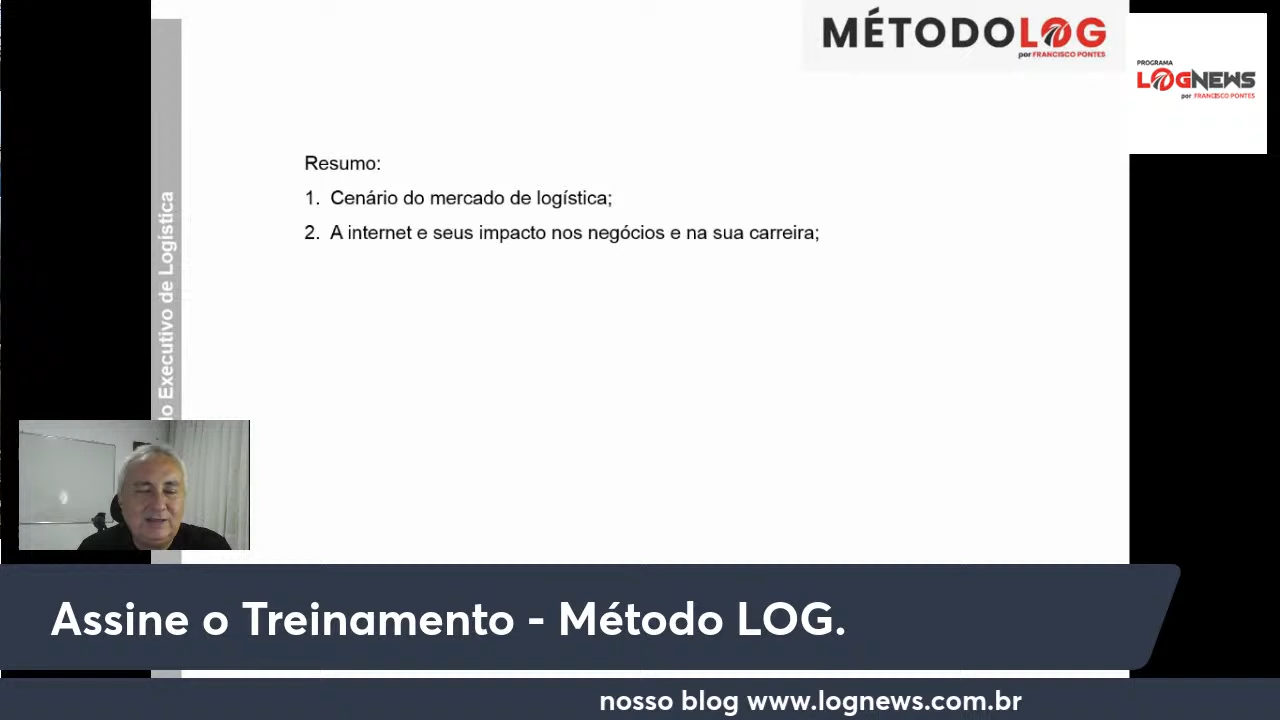 MÉTODOLOG
por FRANCISCO PONTES
PROGRAMA
LOGNEWS
por FRANCISCO PONTES
Resumo:
1. Cenário do mercado de logística;
2. A internet e seus impacto nos negócios e na sua carreira;
Executivo de Logística
Assine o Treinamento - Método LOG.
nosso blog www.lognews.com.br